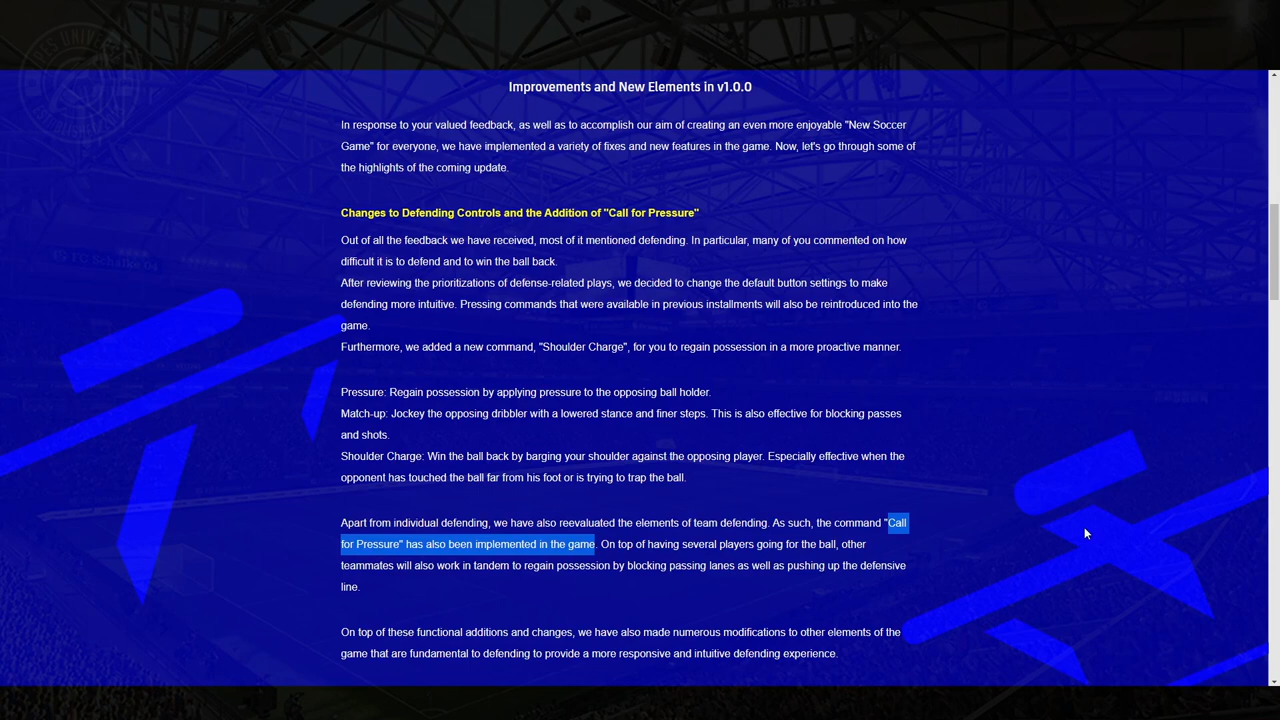 Improvements and New Elements in v1.0.0
In response to your valued feedback, as well as to accomplish our aim of creating an even more enjoyable "New Soccer
Game" for everyone, we have implemented a variety of fixes and new features in the game. Now, let's go through some of
the highlights of the coming update.
Changes to Defending Controls and the Addition of "Call for Pressure"
Out of all the feedback we have received, most of it mentioned defending. In particular, many of you commented on how
difficult it is to defend and to win the ball back.
After reviewing the prioritizations of defense-related plays, we decided to change the default button settings to make
defending more intuitive. Pressing commands that were available in previous installments will also be reintroduced into the
game.
Furthermore, we added a new command, "Shoulder Charge", for you to regain possession in a more proactive manner.
Pressure: Regain possession by applying pressure to the opposing ball holder.
Match-up: Jockey the opposing dribbler with a lowered stance and finer steps. This is also effective for blocking passes
and shots.
Shoulder Charge: Win the ball back by barging your shoulder against the opposing player. Especially effective when the
opponent has touched the ball far from his foot or is trying to trap the ball.
Apart from individual defending, we have also reevaluated the elements of team defending. As such, the command "Call
for Pressure" has also been implemented in the game. On top of having several players going for the ball, other
teammates will also work in tandem to regain possession by blocking passing lanes as well as pushing up the defensive
line.
On top of these functional additions and changes, we have also made numerous modifications to other elements of the
game that are fundamental to defending to provide a more responsive and intuitive defending experience.